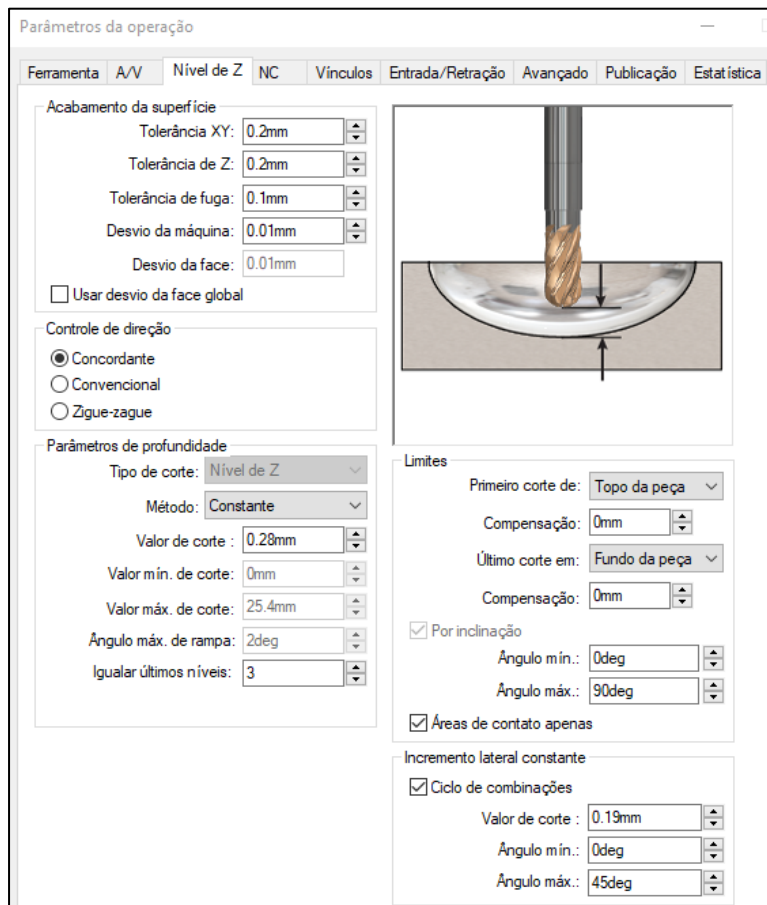 Parâmetros da operação
Ferramenta A/V Nível de Z NC Vínculos Entrada/Retração Avançado Publicação Estatística
Acabamento da superfície
Tolerância XY: 0.2mm
Tolerância de Z: 0.2mm
Tolerância de fuga: 0.1mm
Desvio da máquina: 0.01mm
Desvio da face: 0.01mm
Usar desvio da face global
Controle de direção
Concordante
Convencional
Zigue-zague
Parâmetros de profundidade
Tipo de corte: Nível de Z
Método: Constante
Valor de corte : 0.28mm
Valor mín. de corte: 0mm
Valor máx. de corte: 25.4mm
Ângulo máx. de rampa: 2deg
Igualar últimos níveis: 3
Limites
Primeiro corte de: Topo da peça
Compensação: 0mm
Último corte em: Fundo da peça
Compensação: 0mm
Por inclinação
Ângulo mín.: 0deg
Ângulo máx.: 90deg
Áreas de contato apenas
Incremento lateral constante
Ciclo de combinações
Valor de corte : 0.19mm
Ângulo mín.: 0deg
Ângulo máx.: 45deg